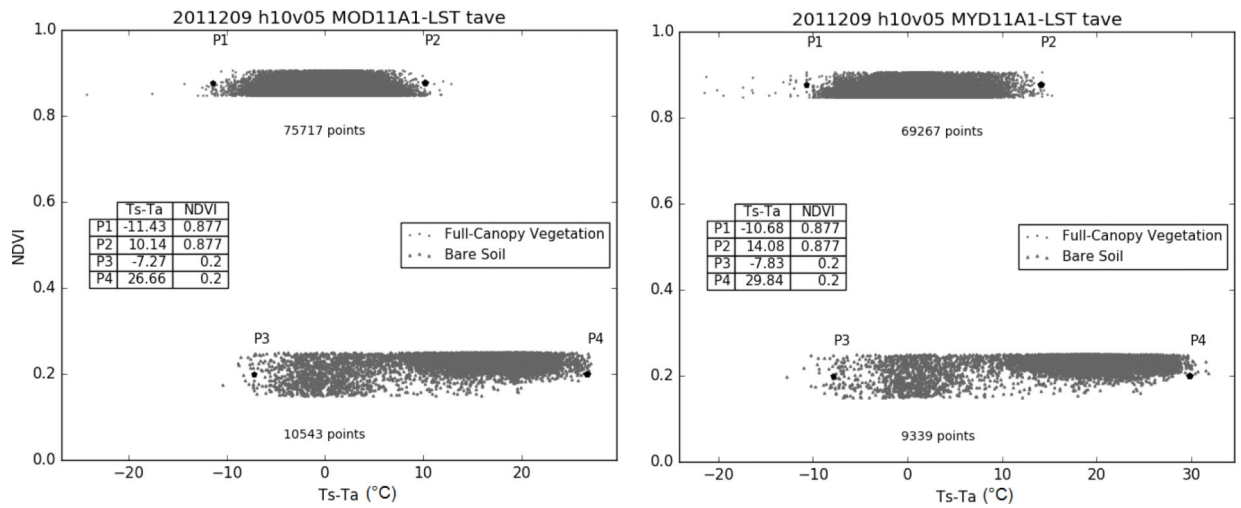 2011209 h10v05 MOD11A1-LST tave
1.0
0.8
0.6
0.4
0.2
0.0
NDVI
P1 P2
75717 points
Ts-Ta NDVI
P1 -11.43 0.877
P2 10.14 0.877
P3 -7.27 0.2
P4 26.66 0.2
Full-Canopy Vegetation
Bare Soil
P3 P4
10543 points
−20 −10 0 10 20
Ts-Ta (°C)
2011209 h10v05 MYD11A1-LST tave
1.0
0.8
0.6
0.4
0.2
0.0
P1 P2
69267 points
Ts-Ta NDVI
P1 -10.68 0.877
P2 14.08 0.877
P3 -7.83 0.2
P4 29.84 0.2
Full-Canopy Vegetation
Bare Soil
P3 P4
9339 points
−20 −10 0 10 20 30
Ts-Ta (°C)